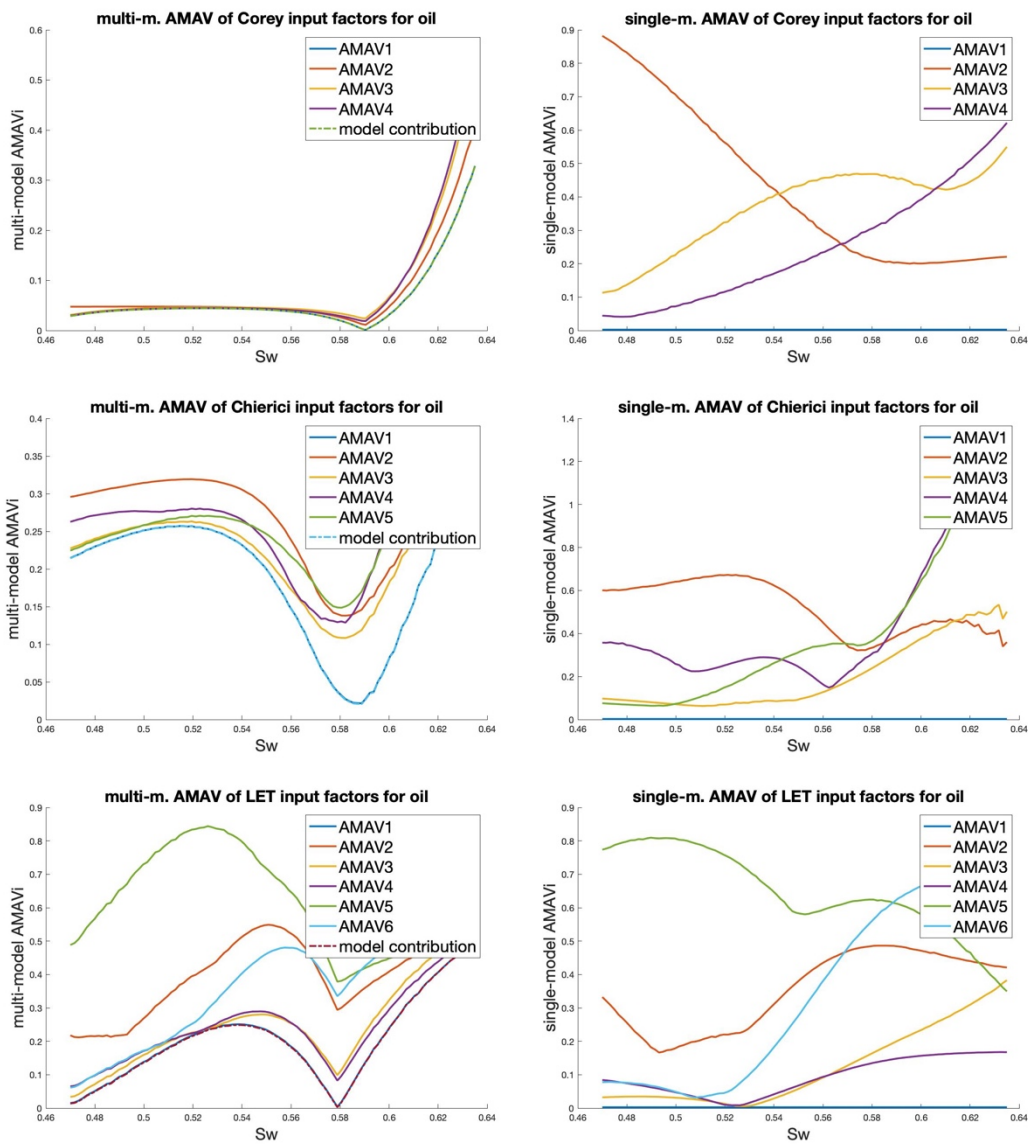 multi-m. AMAV of Corey input factors for oil
multi-model AMAVi
0.6
0.5
0.4
0.3
0.2
0.1
0
AMAV1
AMAV2
AMAV3
AMAV4
model contribution
0.46 0.48 0.5 0.52 0.54 0.56 0.58 0.6 0.62 0.64
Sw
single-m. AMAV of Corey input factors for oil
single-model AMAVi
0.9
0.8
0.7
0.6
0.5
0.4
0.3
0.2
0.1
0
AMAV1
AMAV2
AMAV3
AMAV4
0.46 0.48 0.5 0.52 0.54 0.56 0.58 0.6 0.62 0.64
Sw
multi-m. AMAV of Chierici input factors for oil
multi-model AMAVi
0.4
0.35
0.3
0.25
0.2
0.15
0.1
0.05
0
AMAV1
AMAV2
AMAV3
AMAV4
AMAV5
model contribution
0.46 0.48 0.5 0.52 0.54 0.56 0.58 0.6 0.62 0.64
Sw
single-m. AMAV of Chierici input factors for oil
single-model AMAVi
1.4
1.2
1
0.8
0.6
0.4
0.2
0
AMAV1
AMAV2
AMAV3
AMAV4
AMAV5
0.46 0.48 0.5 0.52 0.54 0.56 0.58 0.6 0.62 0.64
Sw
multi-m. AMAV of LET input factors for oil
multi-model AMAVi
0.9
0.8
0.7
0.6
0.5
0.4
0.3
0.2
0.1
0
AMAV1
AMAV2
AMAV3
AMAV4
AMAV5
AMAV6
model contribution
0.46 0.48 0.5 0.52 0.54 0.56 0.58 0.6 0.62 0.64
Sw
single-m. AMAV of LET input factors for oil
single-model AMAVi
0.9
0.8
0.7
0.6
0.5
0.4
0.3
0.2
0.1
0
AMAV1
AMAV2
AMAV3
AMAV4
AMAV5
AMAV6
0.46 0.48 0.5 0.52 0.54 0.56 0.58 0.6 0.62 0.64
Sw